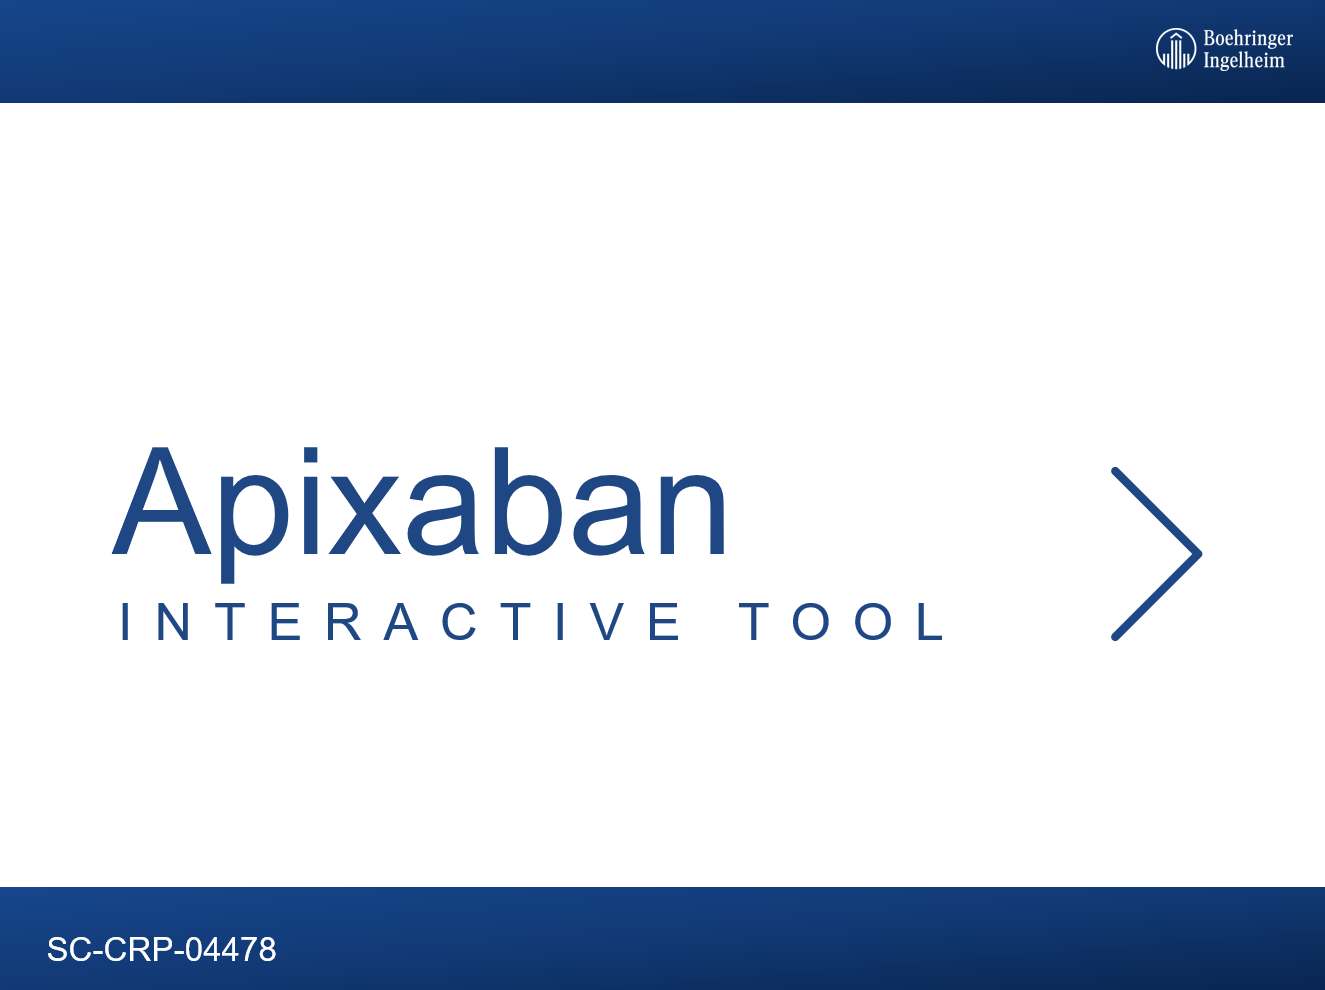 Boehringer
Ingelheim
Apixaban
INTERACTIVE TOOL
SC-CRP-04478